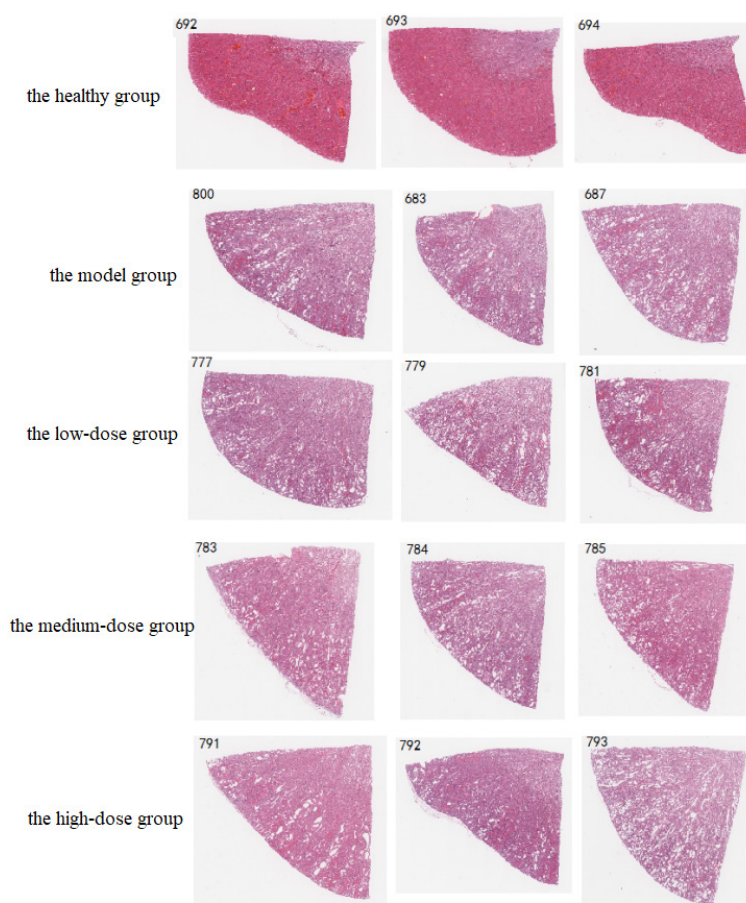 692 693 694
the healthy group
800 683 687
the model group
777 779 781
the low-dose group
783 784 785
the medium-dose group
791 792 793
the high-dose group